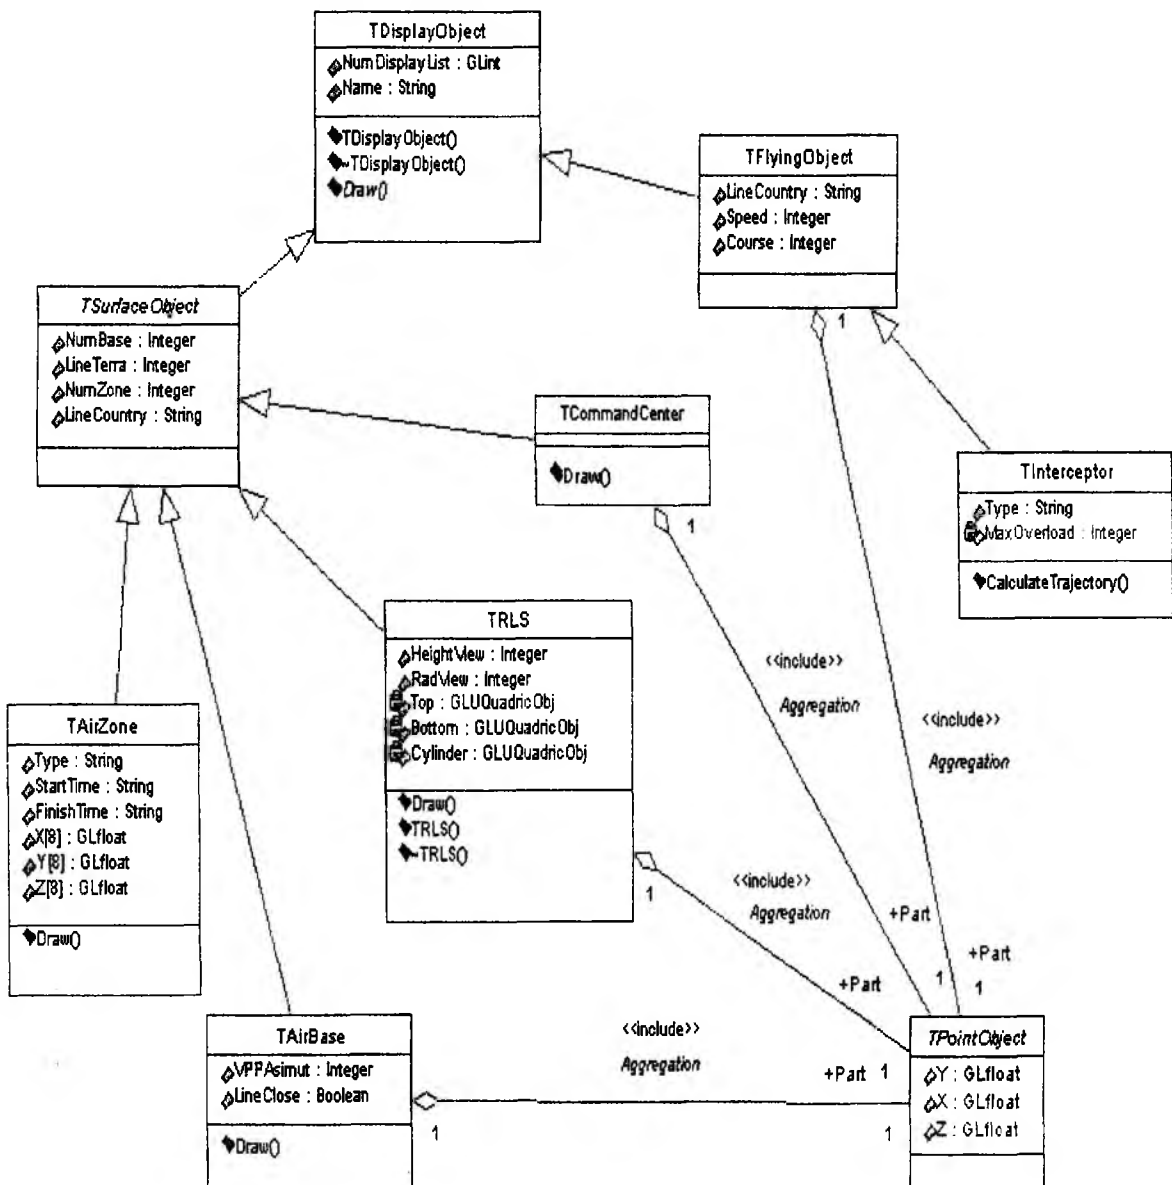 TDisplayObject
NumDisplayList : GLint
Name : String
TDisplayObject()
~TDisplayObject()
Draw()
TFlyingObject
LineCountry : String
Speed : Integer
Course : Integer
1
TSurfaceObject
NumBase : Integer
LineTerra : Integer
NumZone : Integer
LineCountry : String
TCommandCenter
Draw()
1
TInterceptor
Type : String
MaxOverload : Integer
CalculateTrajectory()
TRLS
HeightView : Integer
RadView : Integer
Top : GLUQuadricObj
Bottom : GLUQuadricObj
Cylinder : GLUQuadricObj
Draw()
TRLS()
~TRLS()
1
<<include>>
Aggregation
<<include>>
Aggregation
<<include>>
Aggregation
TAirZone
Type : String
StartTime : String
FinishTime : String
X[8] : GLfloat
Y[8] : GLfloat
Z[8] : GLfloat
Draw()
+Part
+Part
+Part
1
1
TAirBase
VPPAsimut : Integer
LineClose : Boolean
Draw()
1
<<include>>
Aggregation
+Part
1
1
TPointObject
Y : GLfloat
X : GLfloat
Z : GLfloat